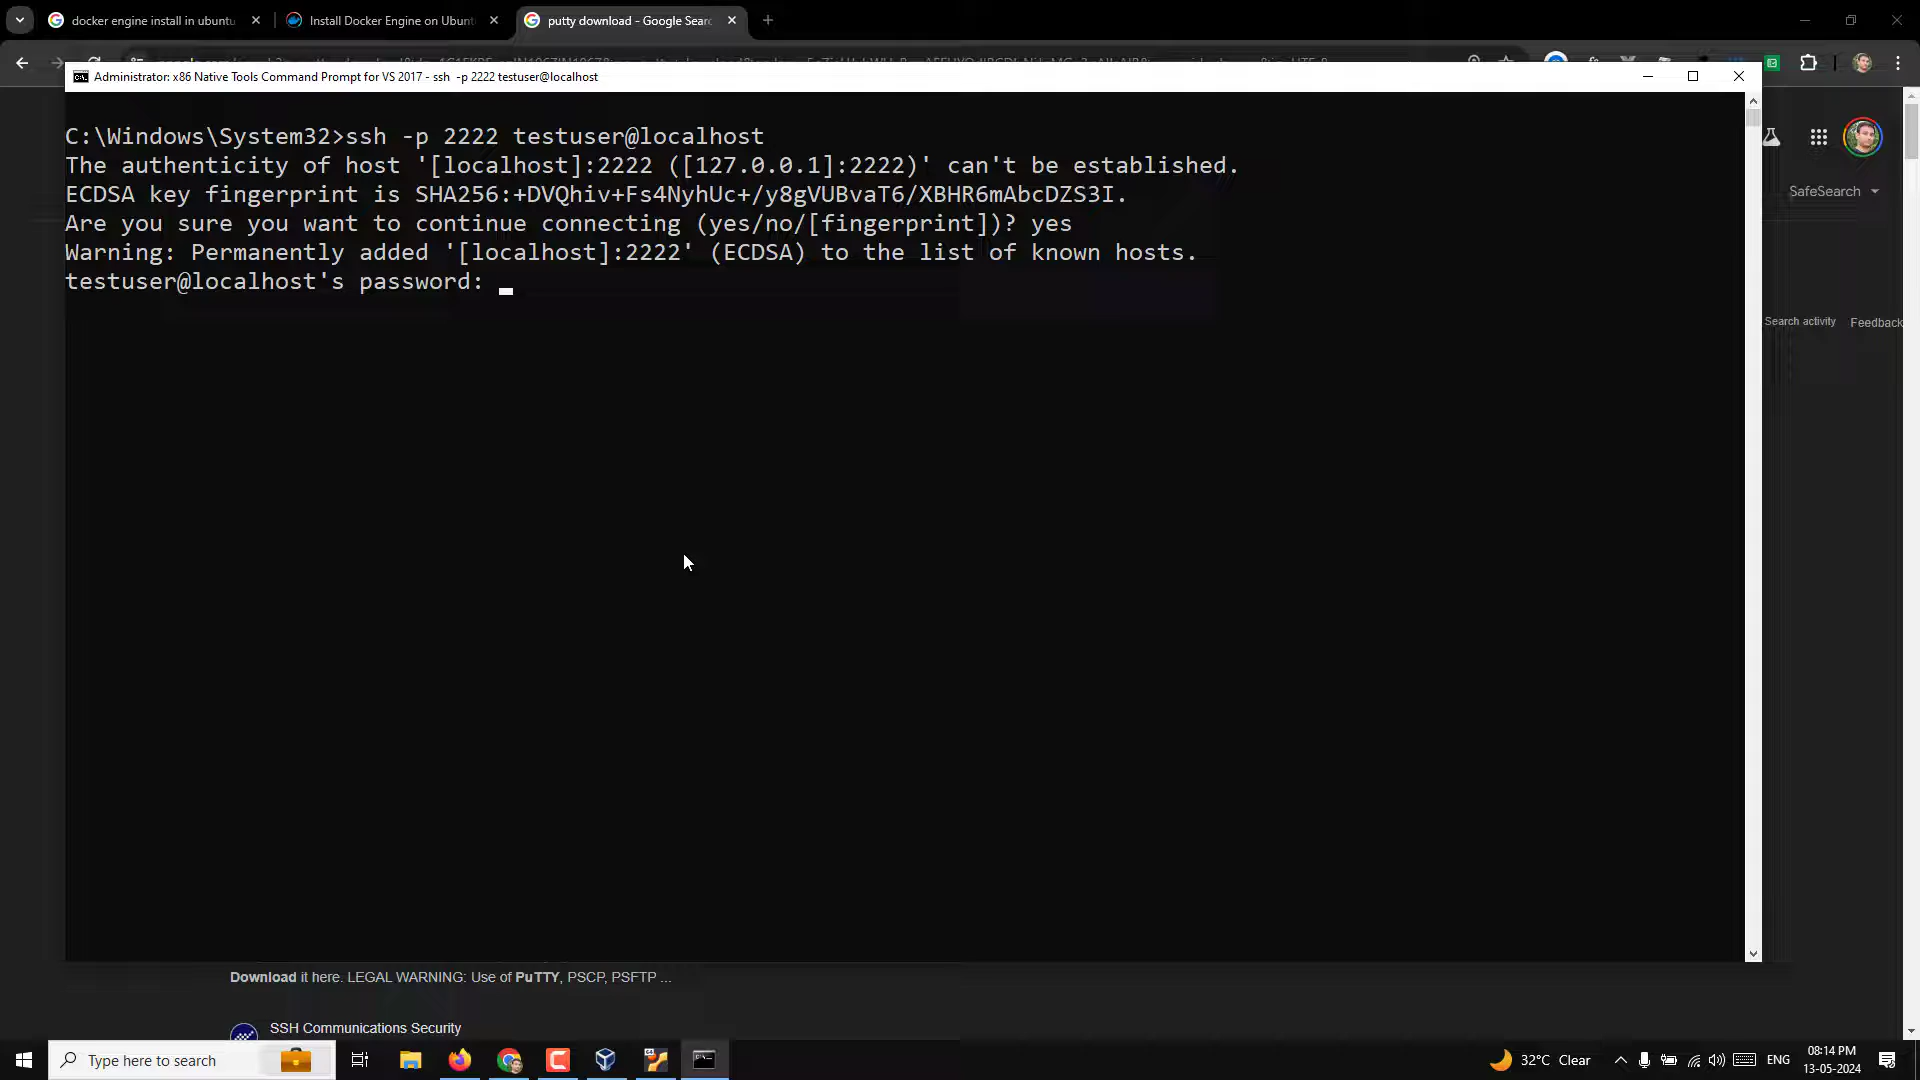 docker engine install in ubuntu
Install Docker Engine on Ubunt
putty download - Google Searc
Administrator: x86 Native Tools Command Prompt for VS 2017 - ssh -p 2222 testuser@localhost
C:\Windows\System32>ssh -p 2222 testuser@localhost
The authenticity of host '[localhost]:2222 ([127.0.0.1]:2222)' can't be established.
ECDSA key fingerprint is SHA256:+DVQhiv+Fs4NyhUc+/y8gVUBvaT6/XBHR6mAbcDZS3I.
Are you sure you want to continue connecting (yes/no/[fingerprint])? yes
Warning: Permanently added '[localhost]:2222' (ECDSA) to the list of known hosts.
testuser@localhost's password:
SafeSearch
Search activity
Feedback
Download it here. LEGAL WARNING: Use of PuTTY, PSCP, PSFTP ...
SSH Communications Security
Type here to search
32°C Clear
ENG
08:14 PM
13-05-2024